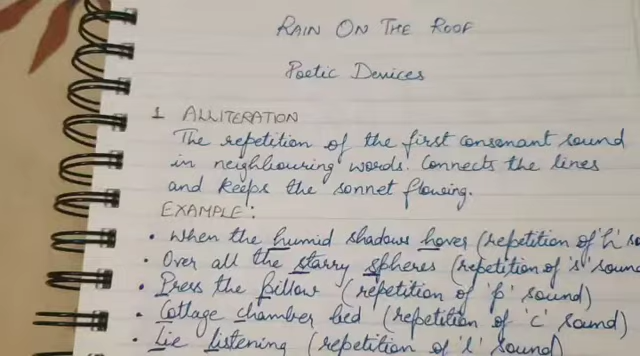 RAIN ON THE ROOF
Poetic Devices
1 ALLITERATION
The repetition of the first consonant sound
in neighbouring words. Connects the lines
and keeps the sonnet flowing.
EXAMPLE:
• When the humid shadows hover (repetition of 'h' so
• Over all the starry spheres (repetition of 's' soun
• Press the pillow (repetition of 'p' sound)
• Cottage chamber bed (repetition of 'c' sound)
• Lie listening (repetition of 'l' sound)